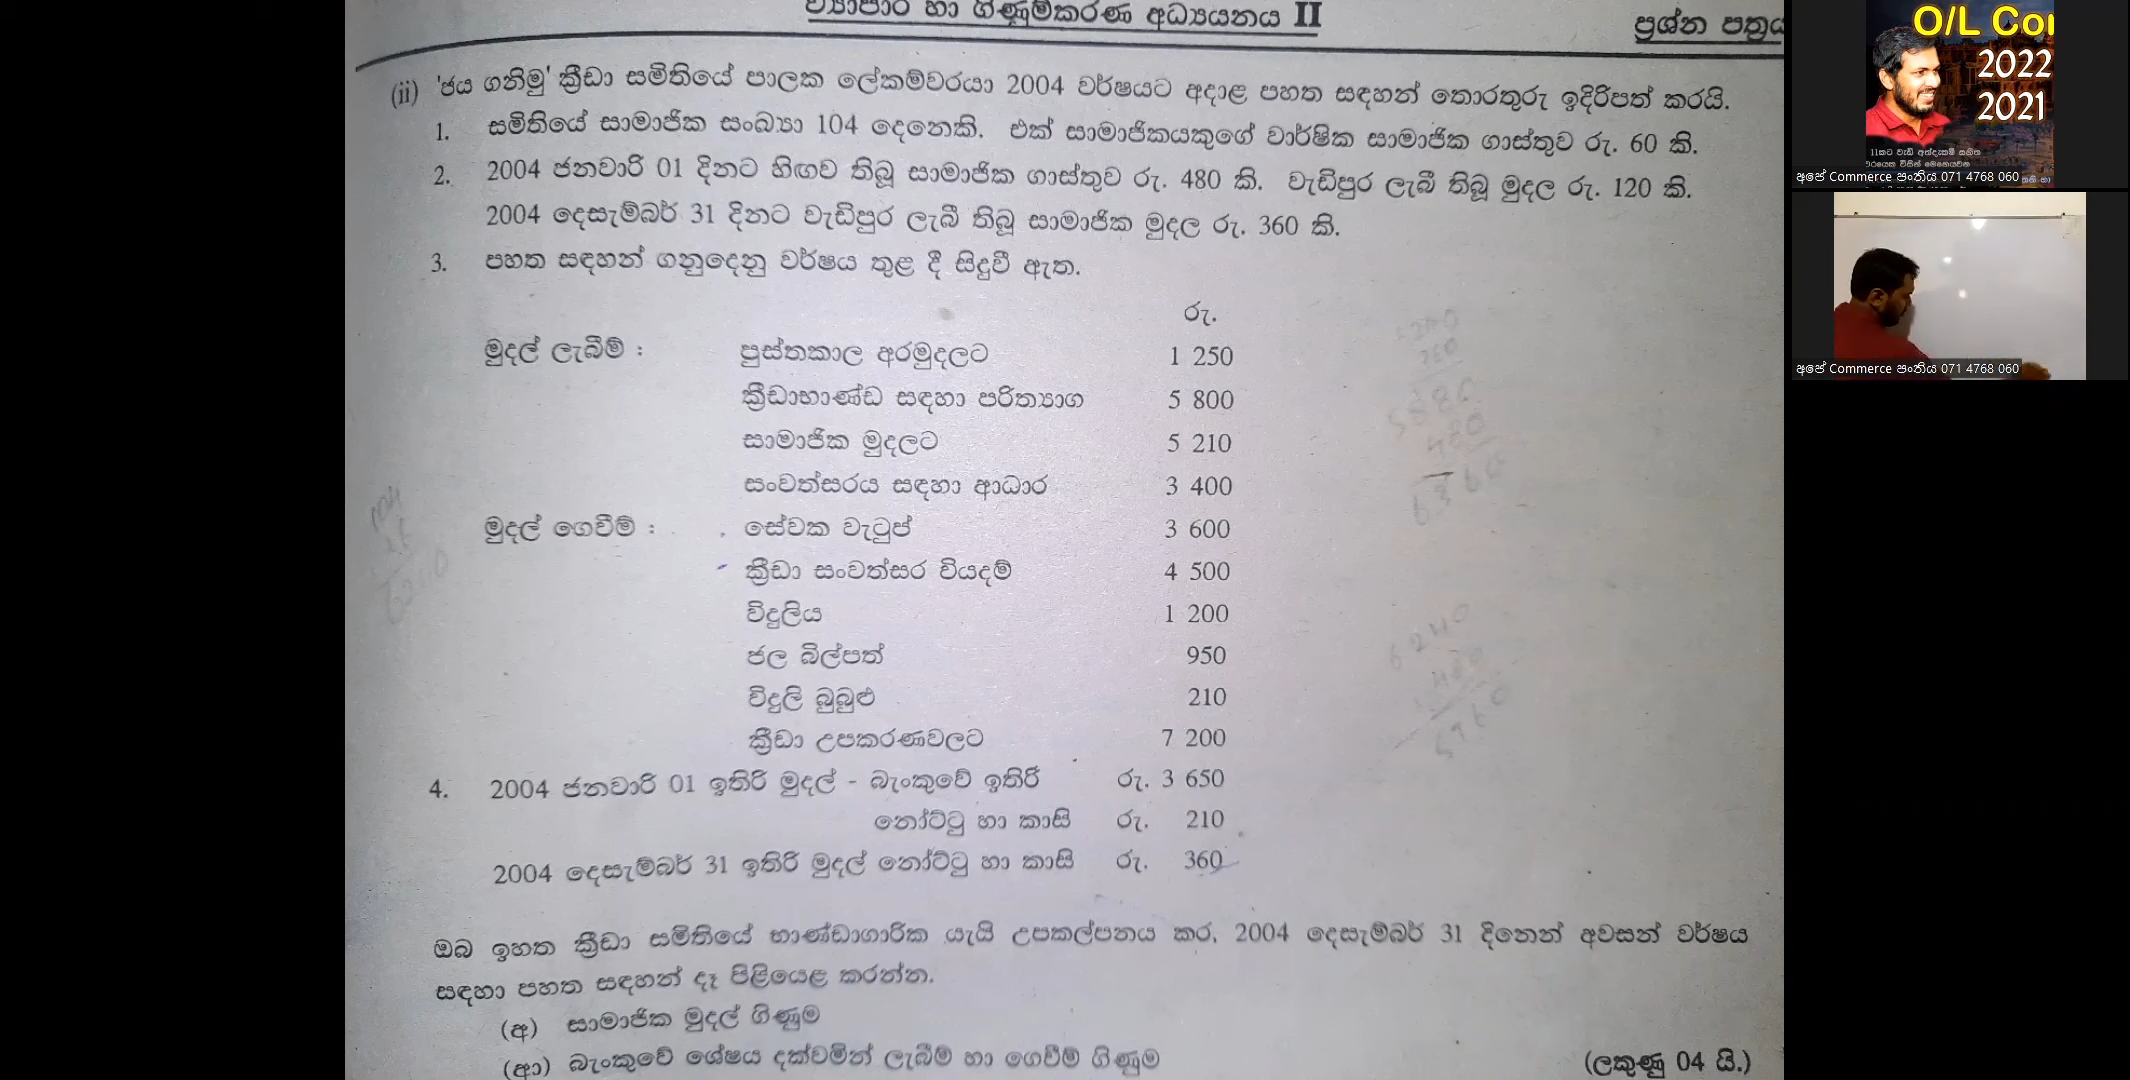 ව්‍යාපාර හා ගිණුම්කරණ අධ්‍යයනය II
ප්‍රශ්න පත්‍රය
(ii) 'ජය ගනිමු' ක්‍රීඩා සමිතියේ පාලක ලේකම්වරයා 2004 වර්ෂයට අදාළ පහත සඳහන් තොරතුරු ඉදිරිපත් කරයි.
1. සමිතියේ සාමාජික සංඛ්‍යා 104 දෙනෙකි. එක් සාමාජිකයකුගේ වාර්ෂික සාමාජික ගාස්තුව රු. 60 කි.
2. 2004 ජනවාරි 01 දිනට හිඟව තිබූ සාමාජික ගාස්තුව රු. 480 කි. වැඩිපුර ලැබී තිබූ මුදල රු. 120 කි.
2004 දෙසැම්බර් 31 දිනට වැඩිපුර ලැබී තිබූ සාමාජික මුදල රු. 360 කි.
3. පහත සඳහන් ගනුදෙනු වර්ෂය තුළ දී සිදුවී ඇත.
රු.
මුදල් ලැබීම් : පුස්තකාල අරමුදලට 1 250
ක්‍රීඩාභාණ්ඩ සඳහා පරිත්‍යාග 5 800
සාමාජික මුදලට 5 210
සංවත්සරය සඳහා ආධාර 3 400
මුදල් ගෙවීම් : සේවක වැටුප් 3 600
ක්‍රීඩා සංවත්සර වියදම් 4 500
විදුලිය 1 200
ජල බිල්පත් 950
විදුලි බුබුළු 210
ක්‍රීඩා උපකරණවලට 7 200
4. 2004 ජනවාරි 01 ඉතිරි මුදල් - බැංකුවේ ඉතිරි රු. 3 650
නෝට්ටු හා කාසි රු. 210
2004 දෙසැම්බර් 31 ඉතිරි මුදල් නෝට්ටු හා කාසි රු. 360
ඔබ ඉහත ක්‍රීඩා සමිතියේ භාණ්ඩාගාරික යැයි උපකල්පනය කර, 2004 දෙසැම්බර් 31 දිනෙන් අවසන් වර්ෂය
සඳහා පහත සඳහන් දෑ පිළියෙළ කරන්න.
(අ) සාමාජික මුදල් ගිණුම
(ආ) බැංකුවේ ශේෂය දක්වමින් ලැබීම් හා ගෙවීම් ගිණුම
(ලකුණු 04 යි.)
O/L Co
2022
2021
අපේ Commerce පංතිය 071 4768 060
අපේ Commerce පංතිය 071 4768 060